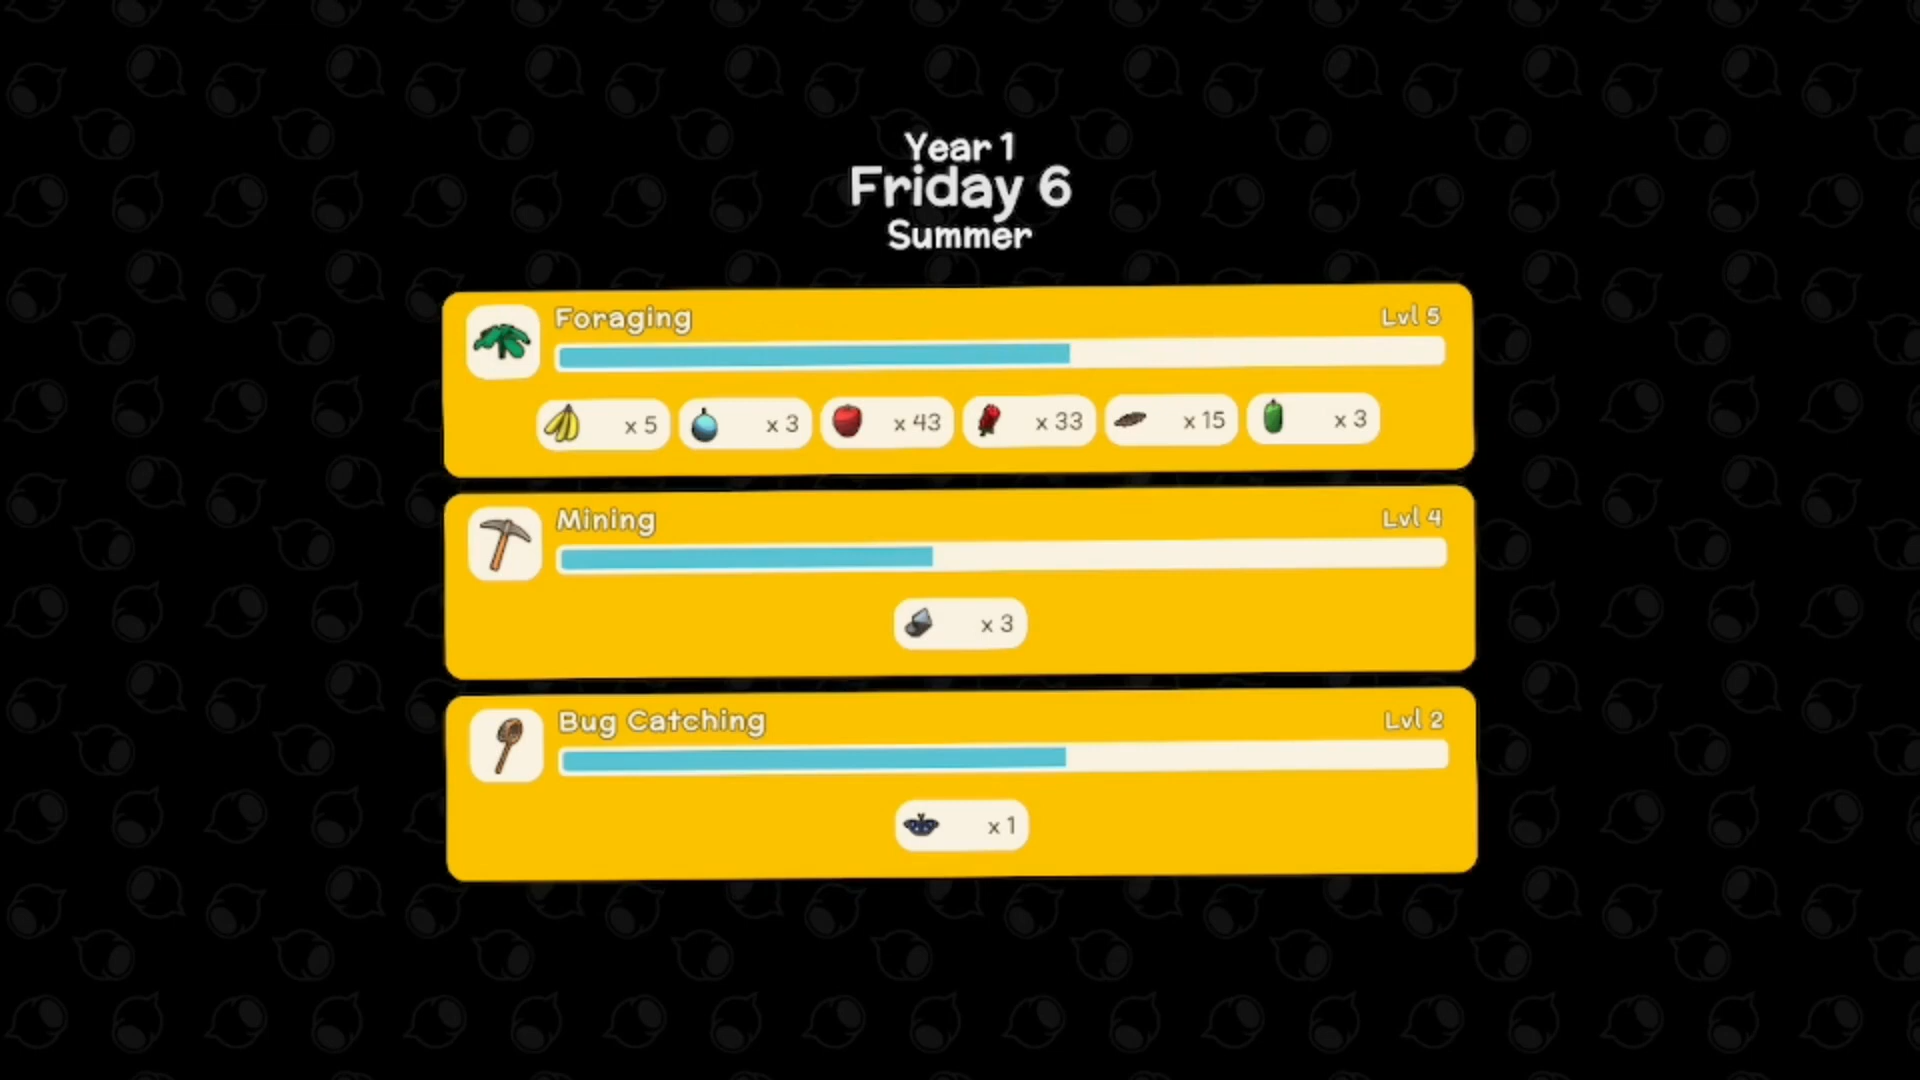 Year 1
Friday 6
Summer
Foraging
Lvl 5
x 5
x 3
x 43
x 33
x 15
x 3
Mining
Lvl 4
x 3
Bug Catching
Lvl 2
x 1